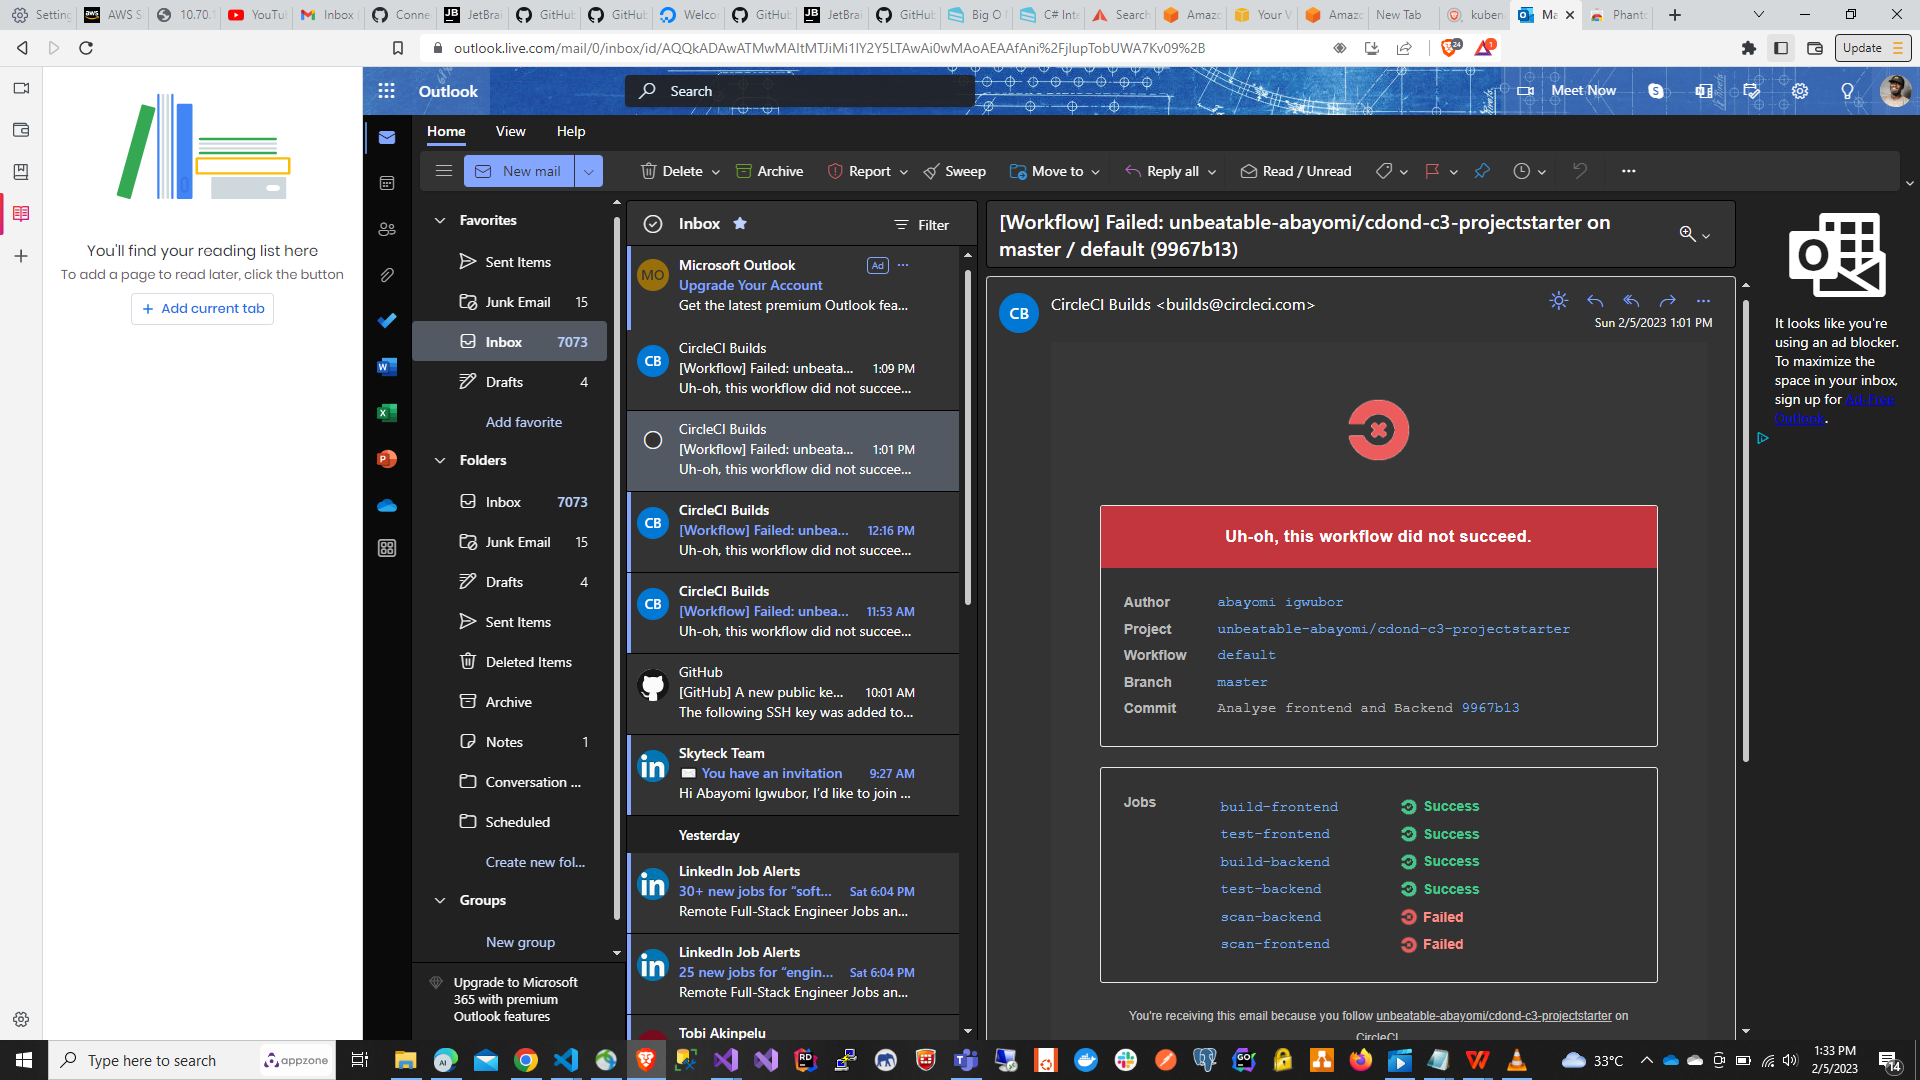 Setting
aws
AWS S
10.70.1
YouTu
Inbox
Conne
JetBrai
GitHub
GitHub
Welco
GitHub
JetBrai
GitHub
Big O
C# Inte
Search
Amazo
Your V
Amazo
New Tab
kubern
Ma
Phanto
outlook.live.com/mail/0/inbox/id/
24
1
Update
You'll find your reading list here
To add a page to read later, click the button
+ Add current tab
Outlook
Search
Meet Now
Home
View
Help
New mail
Delete
Archive
Report
Sweep
Move to
Reply all
Read / Unread
Favorites
Sent Items
Junk Email 15
Inbox 7073
Drafts 4
Add favorite
Folders
Inbox 7073
Junk Email 15
Drafts 4
Sent Items
Deleted Items
Archive
Notes 1
Conversation ...
Scheduled
Create new fol...
Groups
New group
Upgrade to Microsoft
365 with premium
Outlook features
Inbox
Filter
MO
Microsoft Outlook
Ad
Upgrade Your Account
Get the latest premium Outlook fea...
CB
CircleCI Builds
[Workflow] Failed: unbeata... 1:09 PM
Uh-oh, this workflow did not succee...
CircleCI Builds
[Workflow] Failed: unbeata... 1:01 PM
Uh-oh, this workflow did not succee...
CB
CircleCI Builds
[Workflow] Failed: unbea... 12:16 PM
Uh-oh, this workflow did not succee...
CB
CircleCI Builds
[Workflow] Failed: unbea... 11:53 AM
Uh-oh, this workflow did not succee...
GitHub
[GitHub] A new public ke... 10:01 AM
The following SSH key was added to...
Skyteck Team
You have an invitation 9:27 AM
Hi Abayomi Igwubor, I'd like to join ...
Yesterday
LinkedIn Job Alerts
30+ new jobs for “soft... Sat 6:04 PM
Remote Full-Stack Engineer Jobs an...
LinkedIn Job Alerts
25 new jobs for “engin... Sat 6:04 PM
Remote Full-Stack Engineer Jobs an...
Tobi Akinpelu
[Workflow] Failed: unbeatable-abayomi/cdond-c3-projectstarter on
master / default (9967b13)
CB
CircleCI Builds <builds@circleci.com>
Sun 2/5/2023 1:01 PM
Uh-oh, this workflow did not succeed.
Author abayomi igwubor
Project unbeatable-abayomi/cdond-c3-projectstarter
Workflow default
Branch master
Commit Analyse frontend and Backend 9967b13
Jobs
build-frontend Success
test-frontend Success
build-backend Success
test-backend Success
scan-backend Failed
scan-frontend Failed
You're receiving this email because you follow unbeatable-abayomi/cdond-c3-projectstarter on
CircleCI
It looks like you're
using an ad blocker.
To maximize the
space in your inbox,
sign up for Ad-Free
Outlook.
Type here to search
appzone
33°C
1:33 PM
2/5/2023
14